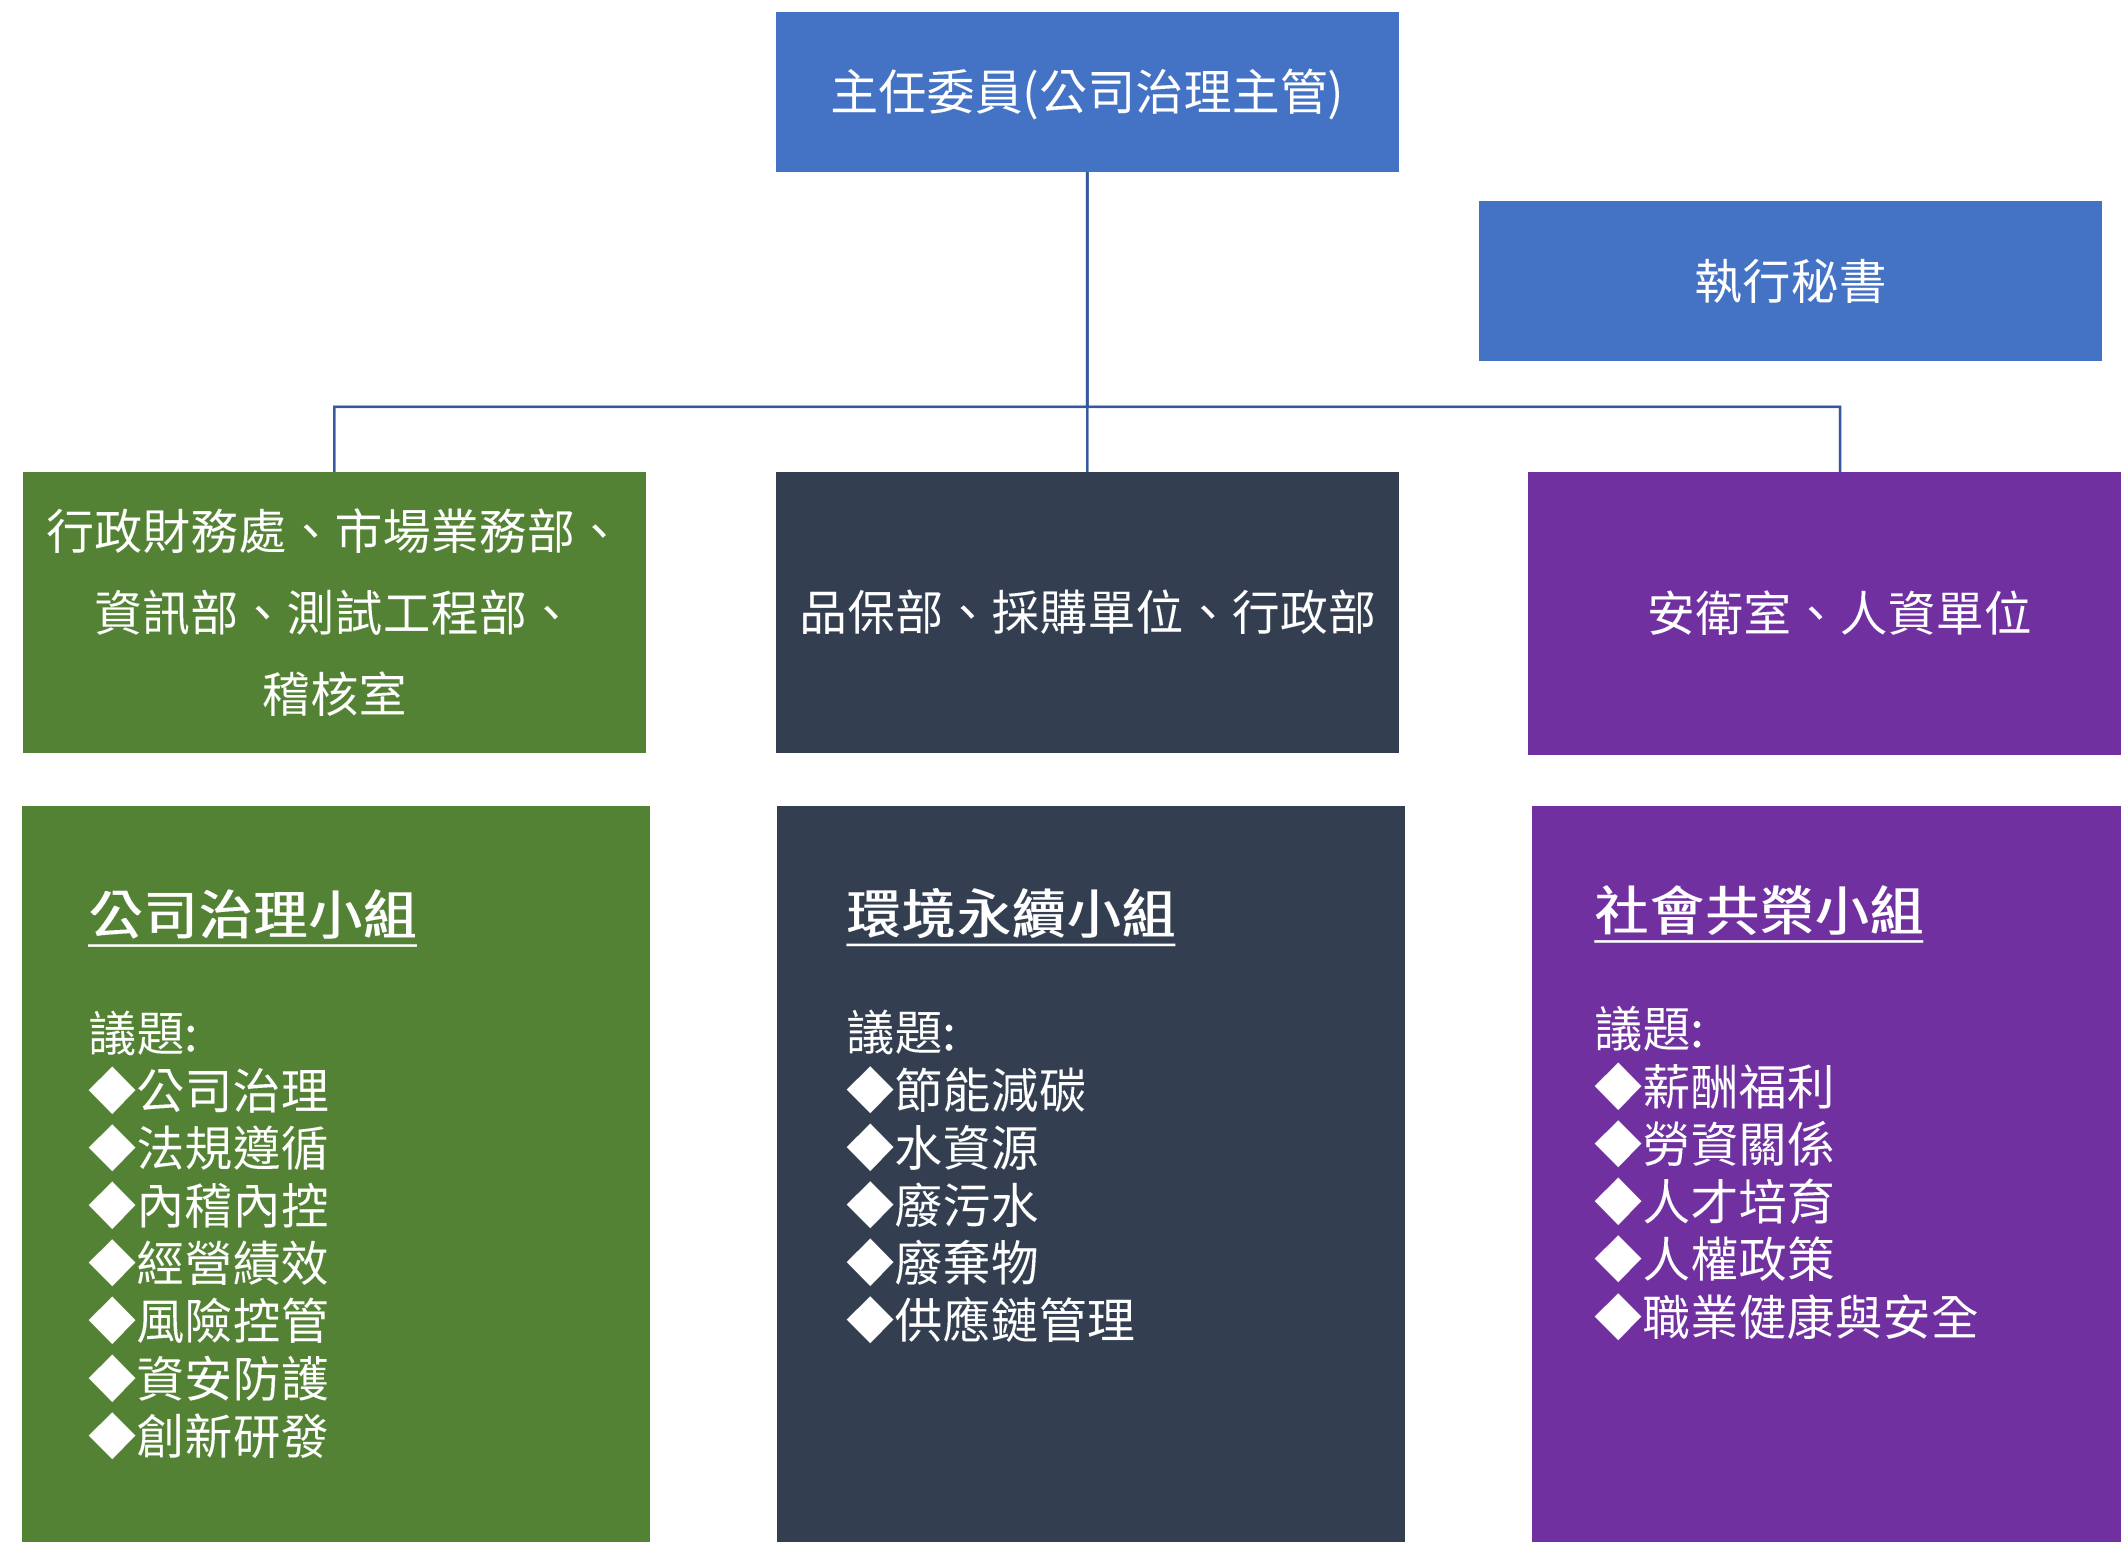 主任委員(公司治理主管)
執行秘書
行政財務處、市場業務部、
資訊部、測試工程部、
稽核室
品保部、採購單位、行政部
安衛室、人資單位
公司治理小組
議題:
◆公司治理
◆法規遵循
◆內稽內控
◆經營績效
◆風險控管
◆資安防護
◆創新研發
環境永續小組
議題:
◆節能減碳
◆水資源
◆廢污水
◆廢棄物
◆供應鏈管理
社會共榮小組
議題:
◆薪酬福利
◆勞資關係
◆人才培育
◆人權政策
◆職業健康與安全